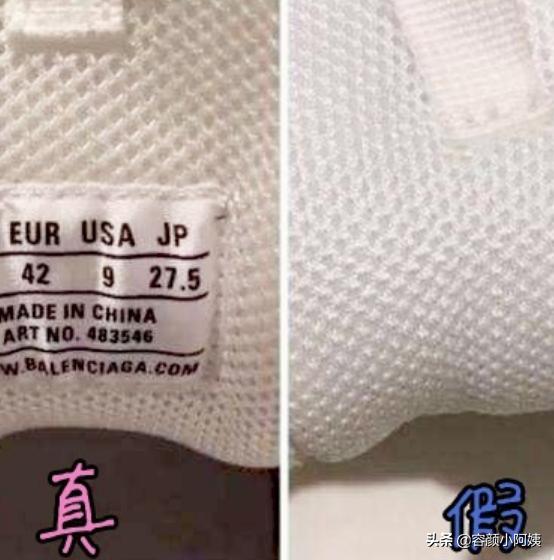 EUR USA JP
42 9 27.5
MADE IN CHINA
ART NO. 483546
W.BALENCIAGA.COM
真
假
头条 @容颜小阿姨